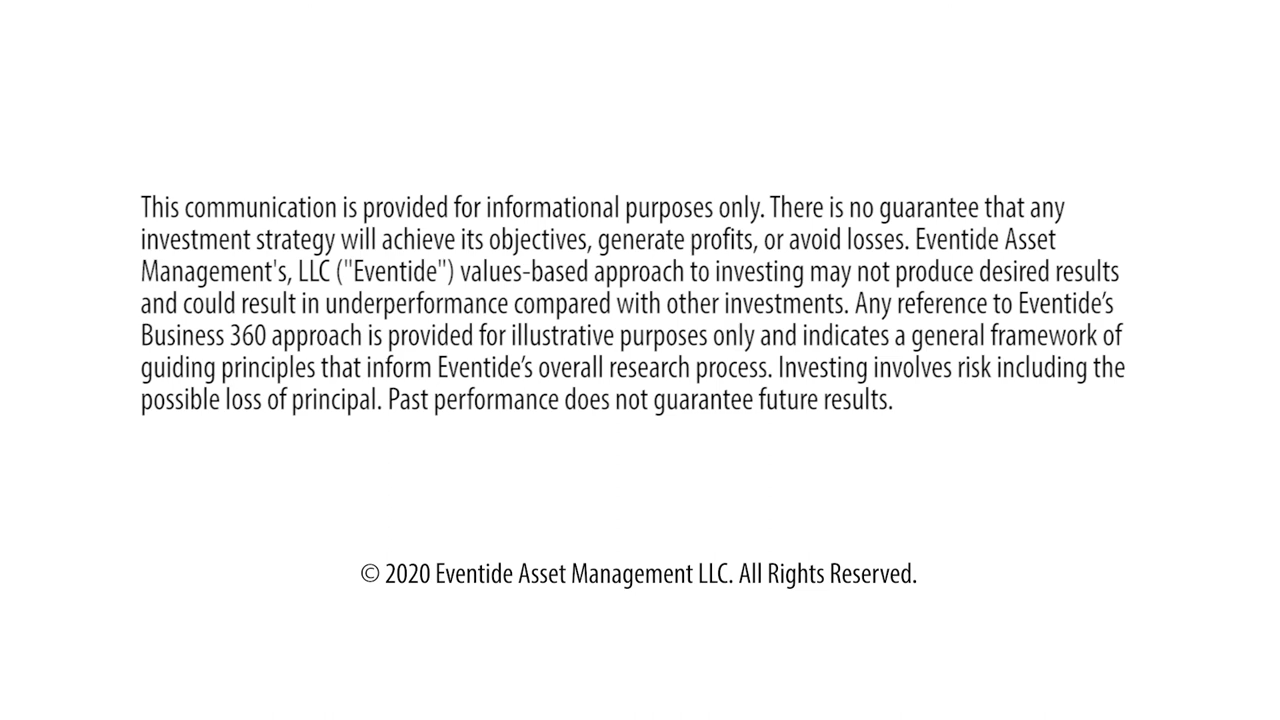 This communication is provided for informational purposes only. There is no guarantee that any
investment strategy will achieve its objectives, generate profits, or avoid losses. Eventide Asset
Management's, LLC ("Eventide") values-based approach to investing may not produce desired results
and could result in underperformance compared with other investments. Any reference to Eventide’s
Business 360 approach is provided for illustrative purposes only and indicates a general framework of
guiding principles that inform Eventide’s overall research process. Investing involves risk including the
possible loss of principal. Past performance does not guarantee future results.
© 2020 Eventide Asset Management LLC. All Rights Reserved.